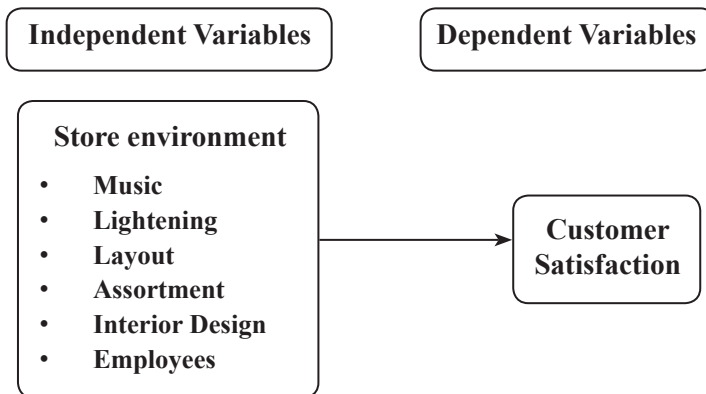 Independent Variables
Dependent Variables
Store environment
• Music
• Lightening
• Layout
• Assortment
• Interior Design
• Employees
Customer
Satisfaction